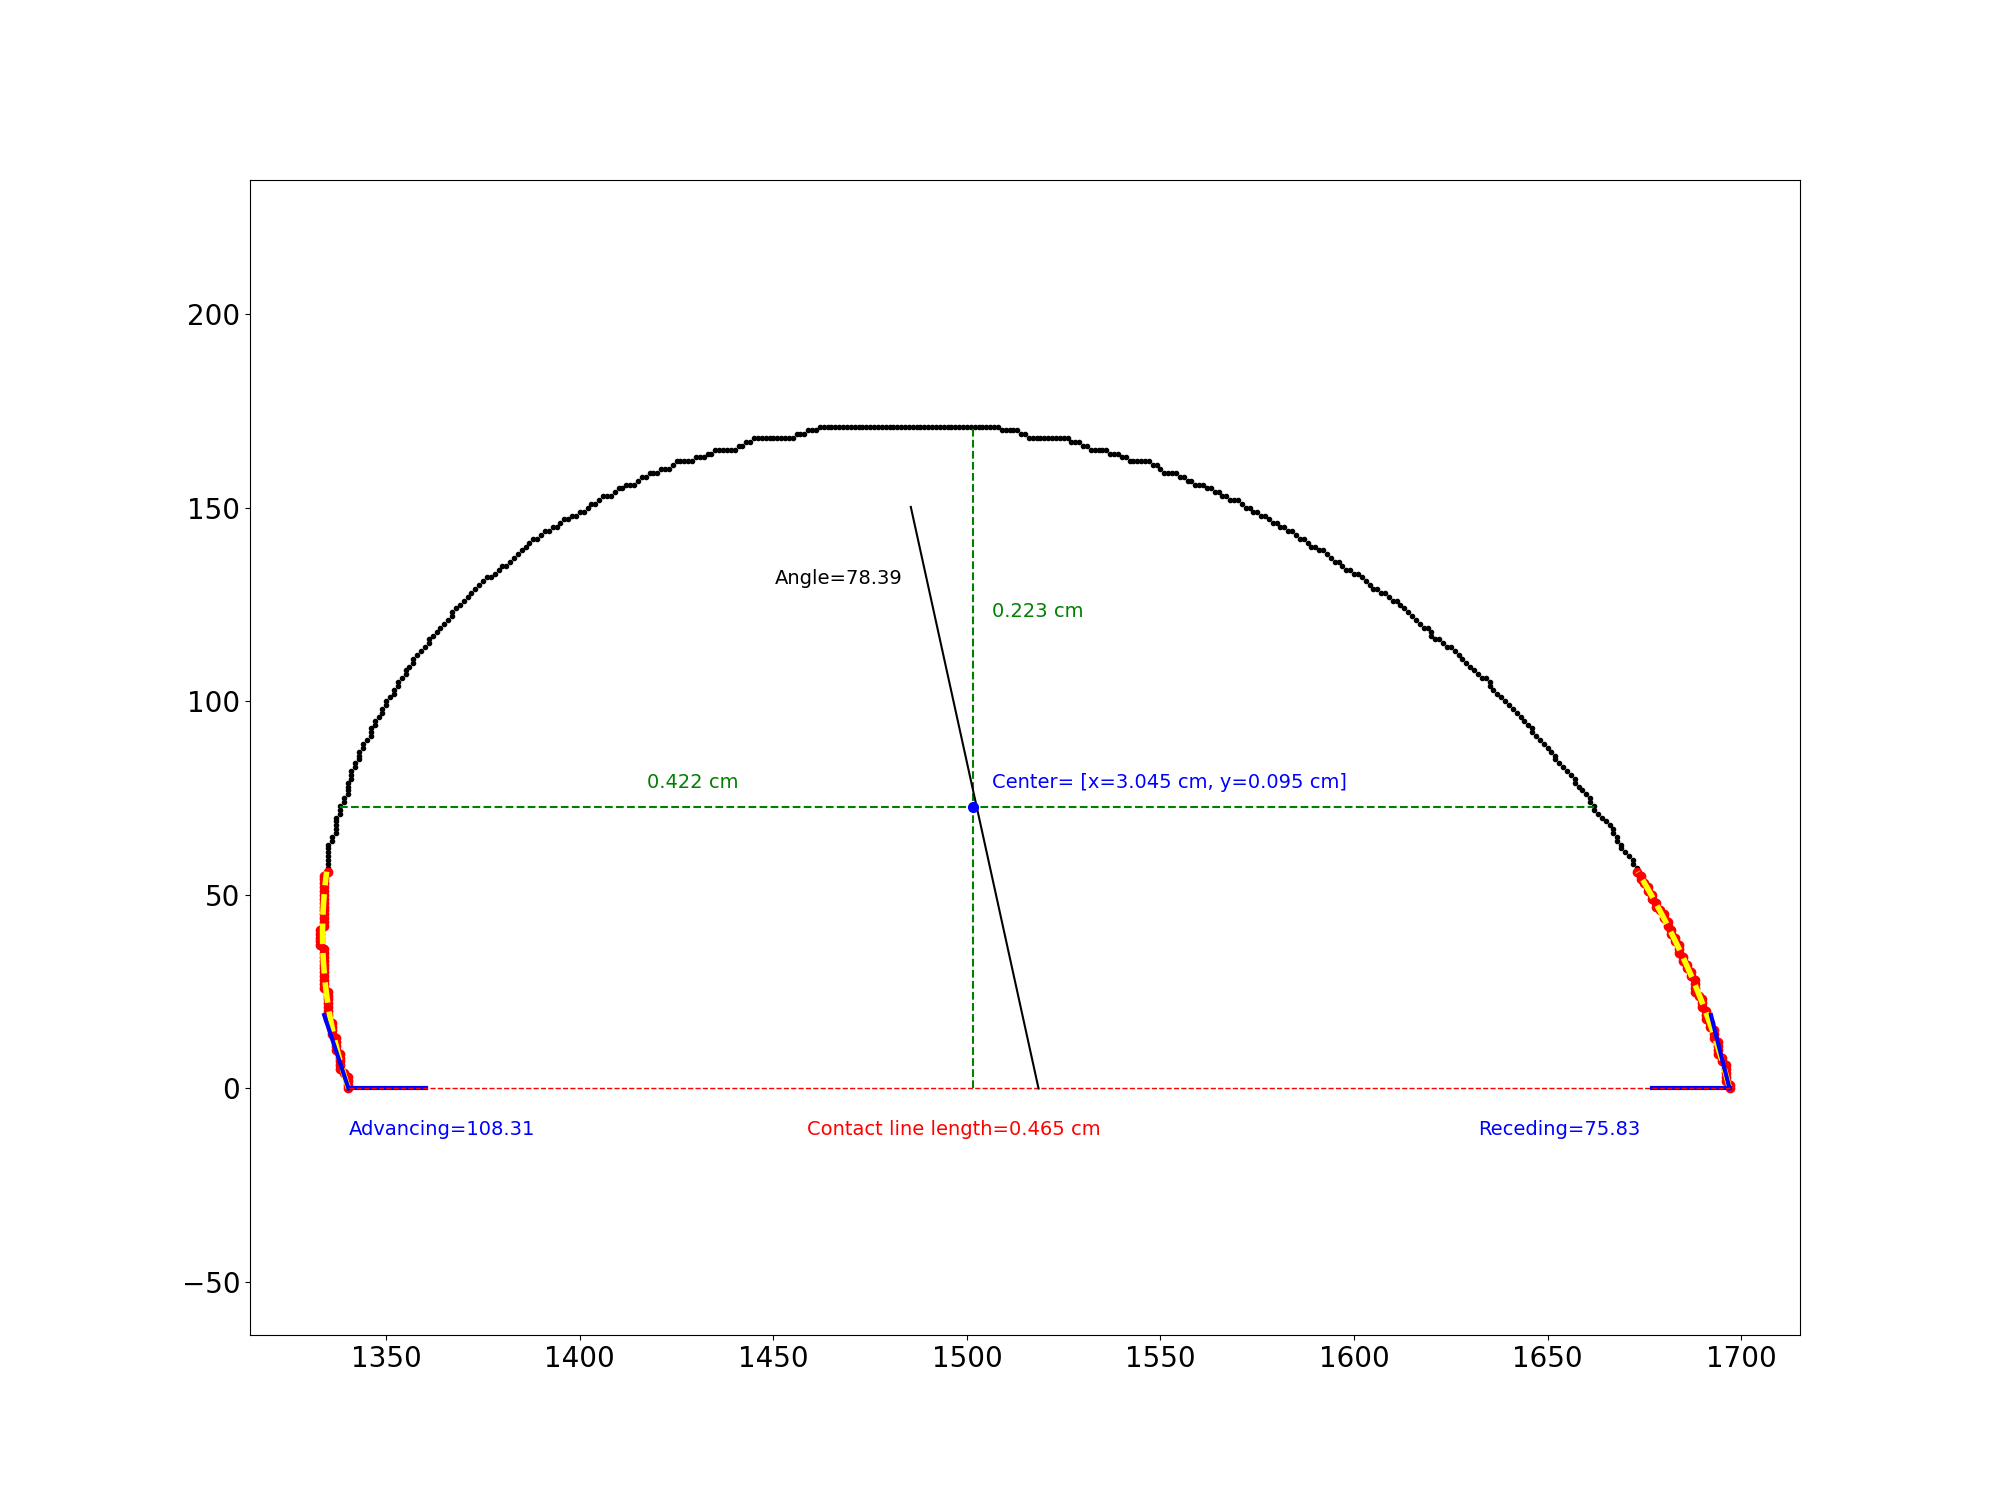 200
150
Angle=78.39
0.223 cm
100
0.422 cm
Center= [x=3.045 cm, y=0.095 cm]
50
0
Advancing=108.31
Contact line length=0.465 cm
Receding=75.83
−50
1350 1400 1450 1500 1550 1600 1650 1700